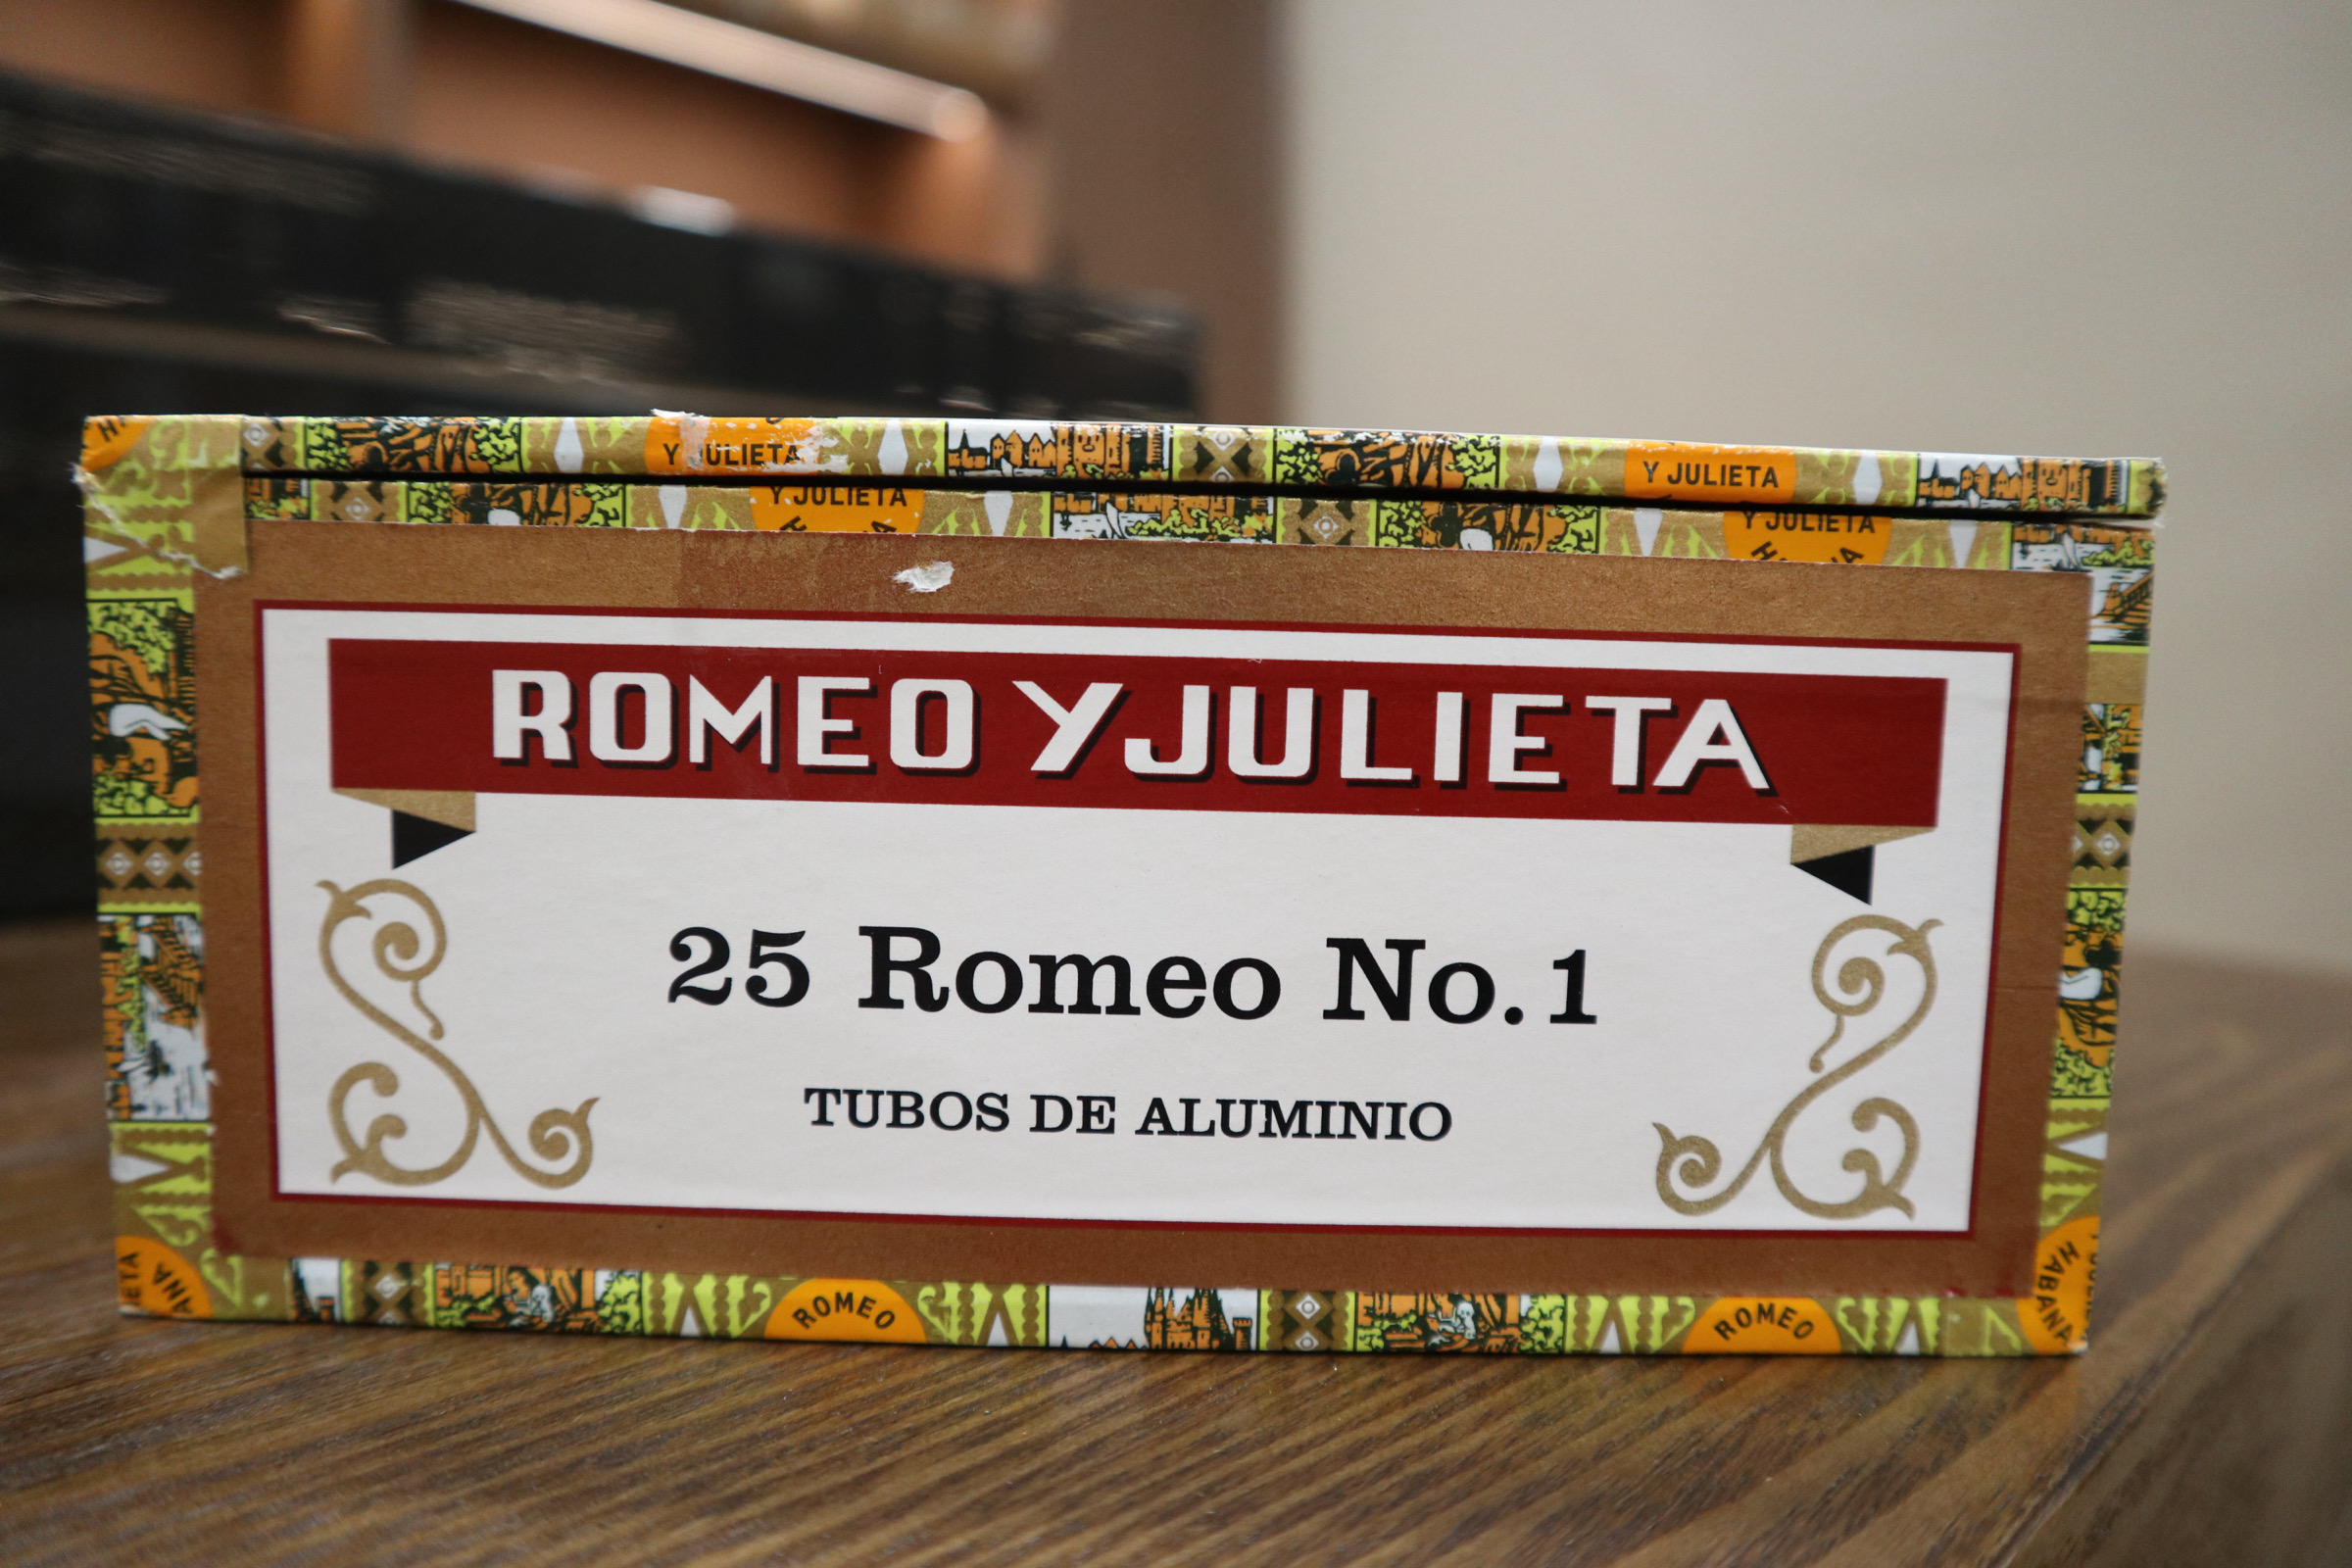 Y JULIETA
Y JULIETA
Y JULIETA
Y JULIETA
ROMEO Y JULIETA
25 Romeo No.1
TUBOS DE ALUMINIO
ROMEO
ROMEO
HABANA